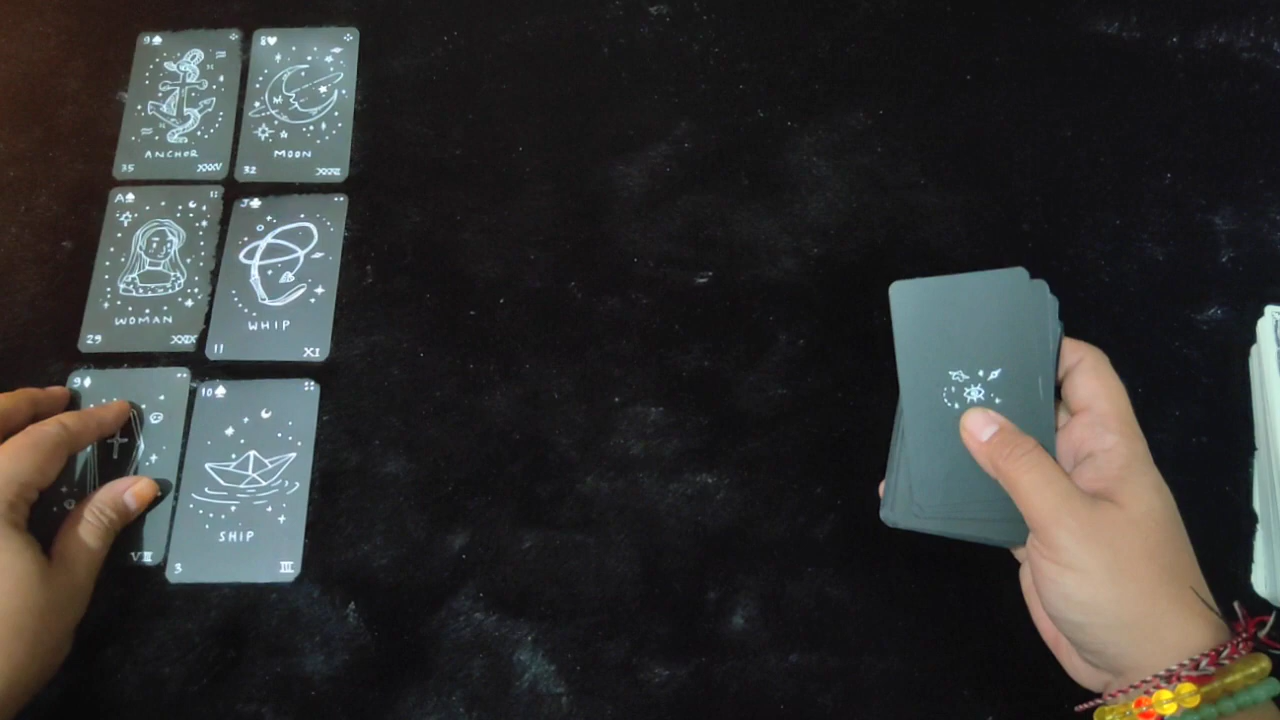 9♠
ANCHOR
35 XXXV
8♥
MOON
32 XXXII
A♠
WOMAN
29 XXIX
J♣
WHIP
11 XI
9♦
VIII
10♠
SHIP
3 III